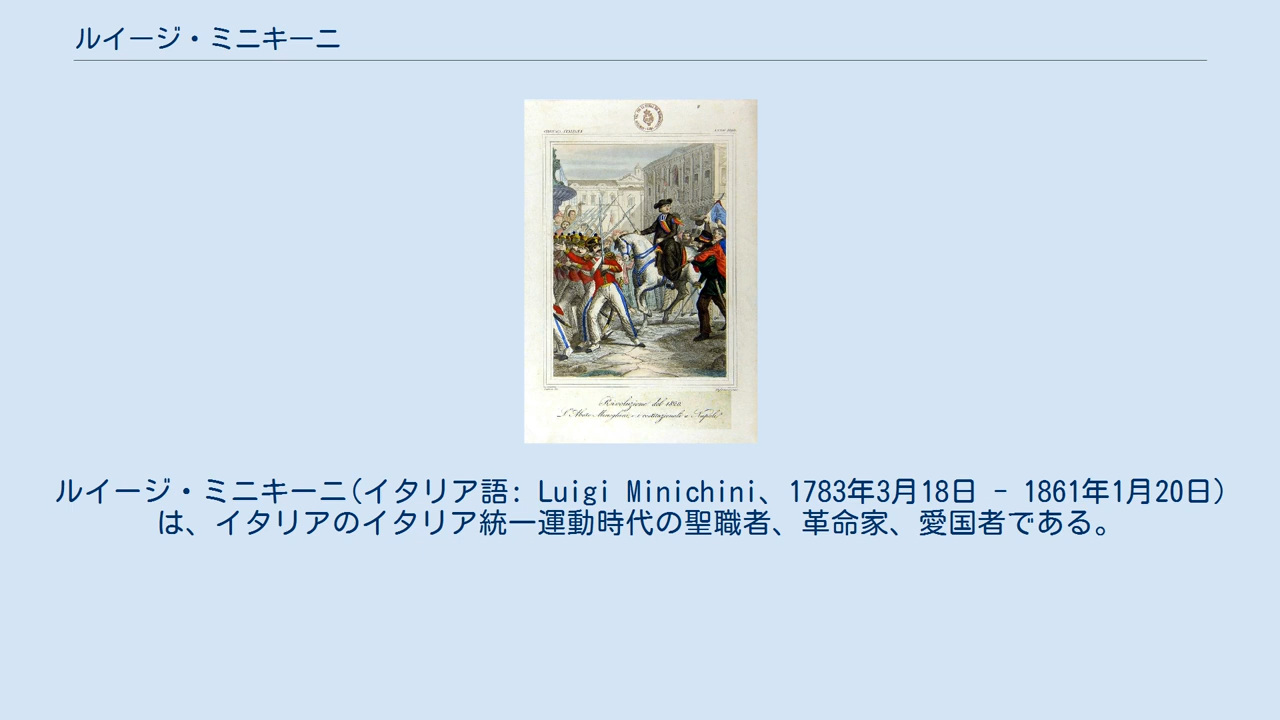 ルイージ・ミニキーニ
Rivoluzione del 1820.
ルイージ・ミニキーニ(イタリア語: Luigi Minichini、1783年3月18日 - 1861年1月20日)
は、イタリアのイタリア統一運動時代の聖職者、革命家、愛国者である。